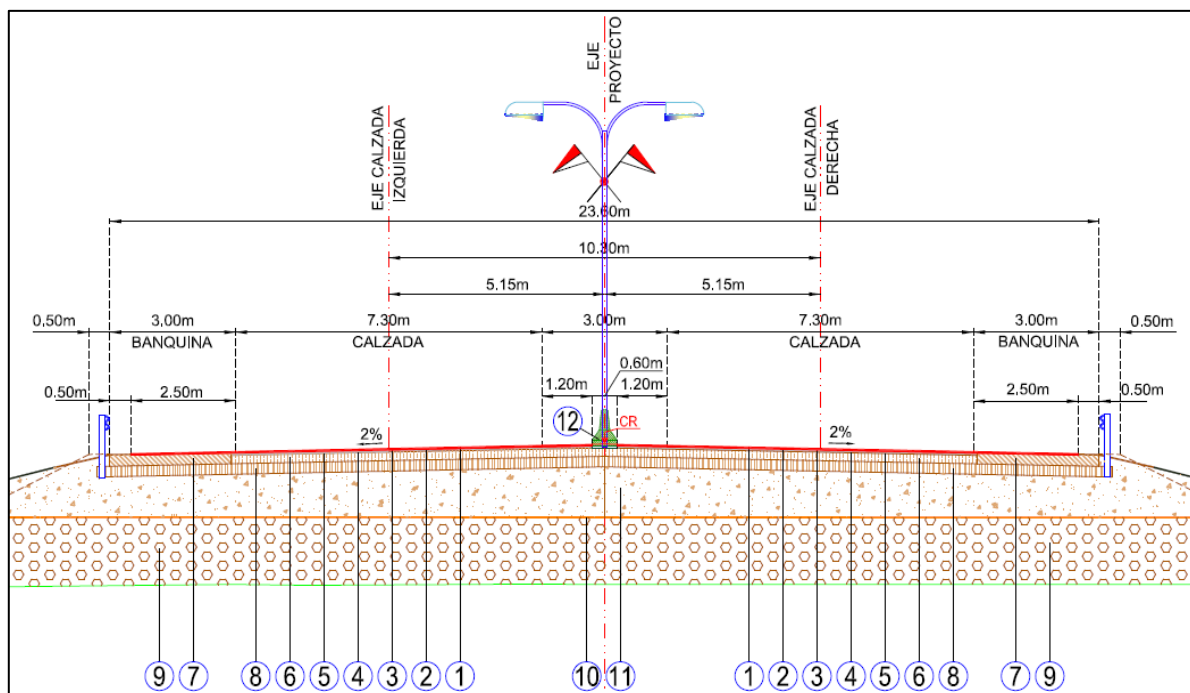 EJE
PROYECTO
EJE CALZADA
IZQUIERDA
EJE CALZADA
DERECHA
23.60m
10.30m
5.15m 5.15m
0,50m 3.00m 7.30m 3.00m 7.30m 3.00m 0.50m
BANQUINA CALZADA CALZADA BANQUINA
0,60m
0.50m 2.50m 1.20m 1.20m 2,50m 0.50m
12 CR
2% 2%
9 7 8 6 5 4 3 2 1 10 11 1 2 3 4 5 6 8 7 9